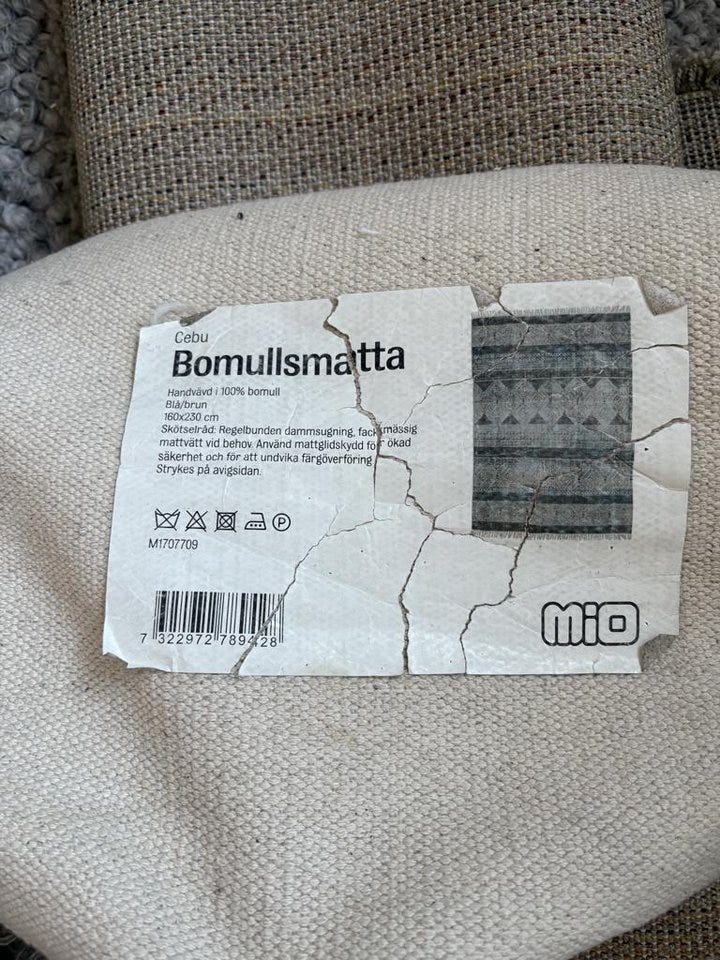 Cebu
Bomullsmatta
Handvävd i 100% bomull
Blå/brun
160x230 cm
Skötselråd: Regelbunden dammsugning, fackmässig
mattvätt vid behov. Använd mattglidskydd för ökad
säkerhet och för att undvika färgöverföring.
Strykes på avigsidan.
P
M1707709
7 322972 789428
MiO